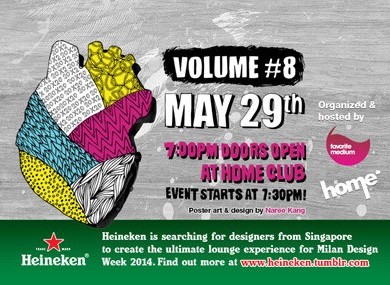 VOLUME #8
MAY 29th
7:00PM DOORS OPEN
AT HOME CLUB
EVENT STARTS AT 7:30PM!
Poster art & design by Naree Kang
Organized &
hosted by
favorite
medium
home
TRADE MARK
Heineken
Heineken is searching for designers from Singapore
to create the ultimate lounge experience for Milan Design
Week 2014. Find out more at www.heineken.tumblr.com